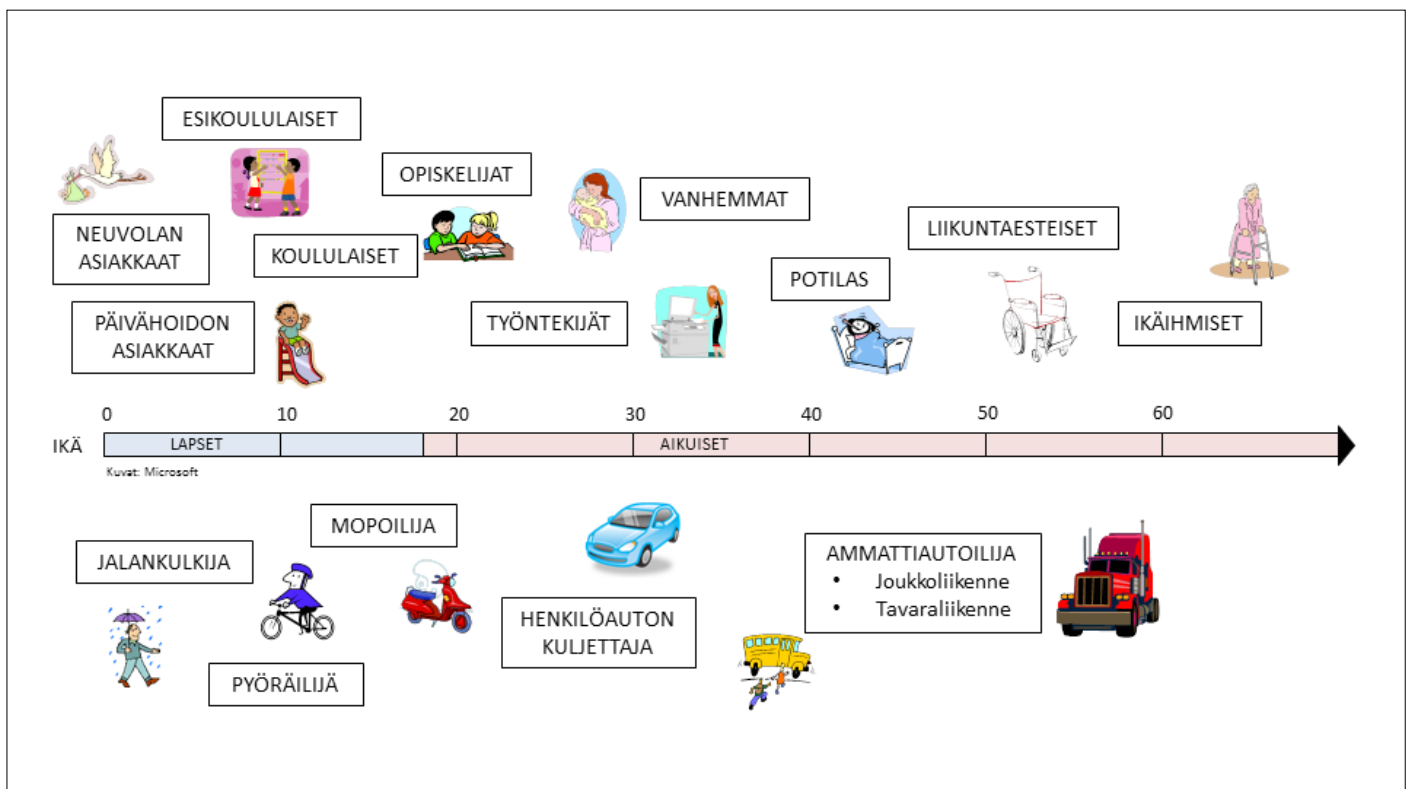 ESIKOULULAISET
OPISKELIJAT
VANHEMMAT
LIIKUNTAESTEISET
NEUVOLAN
ASIAKKAAT
KOULULAISET
POTILAS
PÄIVÄHOIDON
ASIAKKAAT
TYÖNTEKIJÄT
IKÄIHMISET
0 10 20 30 40 50 60
IKÄ LAPSET AIKUISET
Kuvat: Microsoft
MOPOILIJA
JALANKULKIJA
AMMATTIAUTOILIJA
• Joukkoliikenne
• Tavaraliikenne
HENKILÖAUTON
KULJETTAJA
PYÖRÄILIJÄ